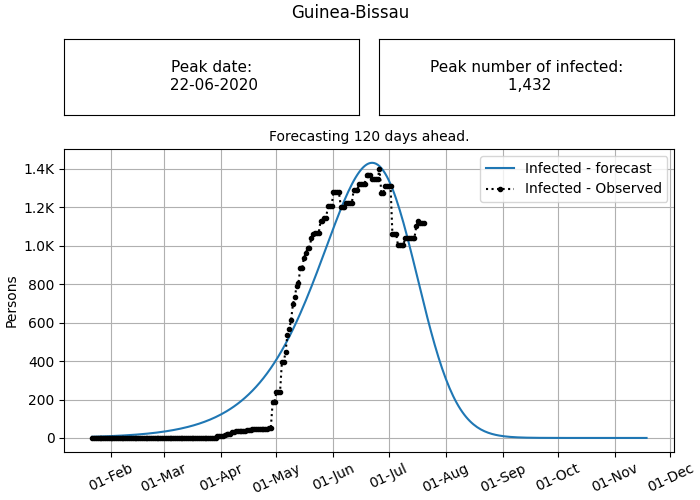 Guinea-Bissau
Peak date:
22-06-2020
Peak number of infected:
1,432
Forecasting 120 days ahead.
Infected - forecast
Infected - Observed
Persons
1.4K
1.2K
1.0K
800
600
400
200
0
01-Feb
01-Mar
01-Apr
01-May
01-Jun
01-Jul
01-Aug
01-Sep
01-Oct
01-Nov
01-Dec